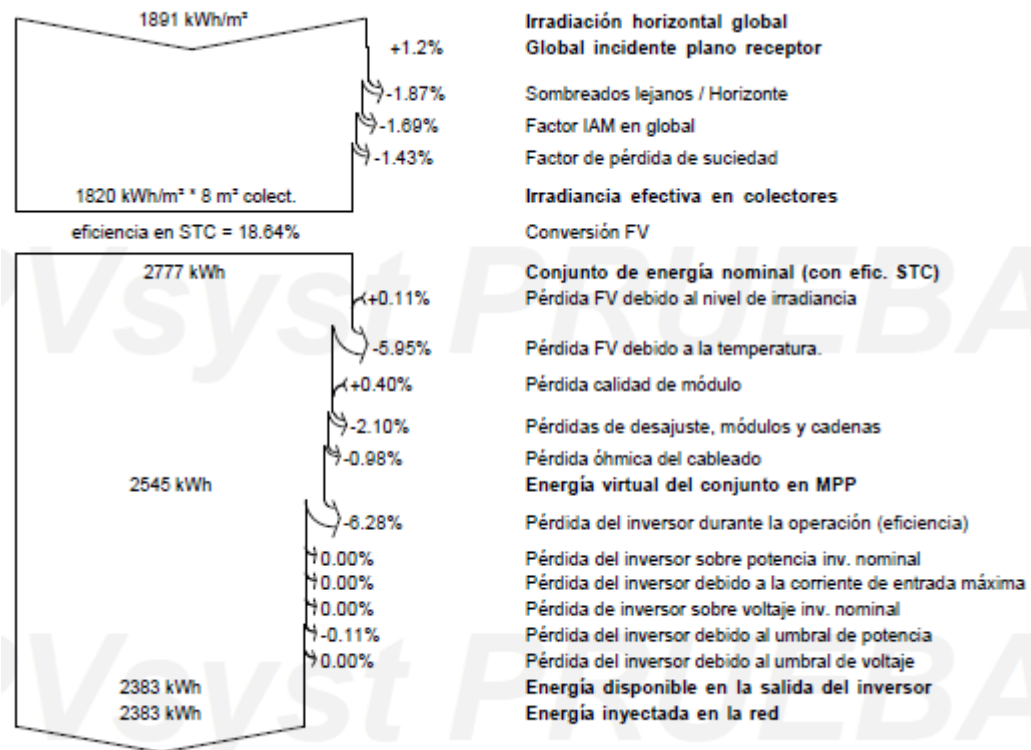 1891 kWh/m² Irradiación horizontal global
+1.2% Global incidente plano receptor
-1.87% Sombreados lejanos / Horizonte
-1.69% Factor IAM en global
-1.43% Factor de pérdida de suciedad
1820 kWh/m² * 8 m² colect. Irradiancia efectiva en colectores
eficiencia en STC = 18.64% Conversión FV
2777 kWh Conjunto de energía nominal (con efic. STC)
+0.11% Pérdida FV debido al nivel de irradiancia
-5.95% Pérdida FV debido a la temperatura.
+0.40% Pérdida calidad de módulo
-2.10% Pérdidas de desajuste, módulos y cadenas
-0.98% Pérdida óhmica del cableado
2545 kWh Energía virtual del conjunto en MPP
-6.28% Pérdida del inversor durante la operación (eficiencia)
0.00% Pérdida del inversor sobre potencia inv. nominal
0.00% Pérdida del inversor debido a la corriente de entrada máxima
0.00% Pérdida de inversor sobre voltaje inv. nominal
-0.11% Pérdida del inversor debido al umbral de potencia
0.00% Pérdida del inversor debido al umbral de voltaje
2383 kWh Energía disponible en la salida del inversor
2383 kWh Energía inyectada en la red
Vsyst PRUEBA
Vsyst PRUEBA